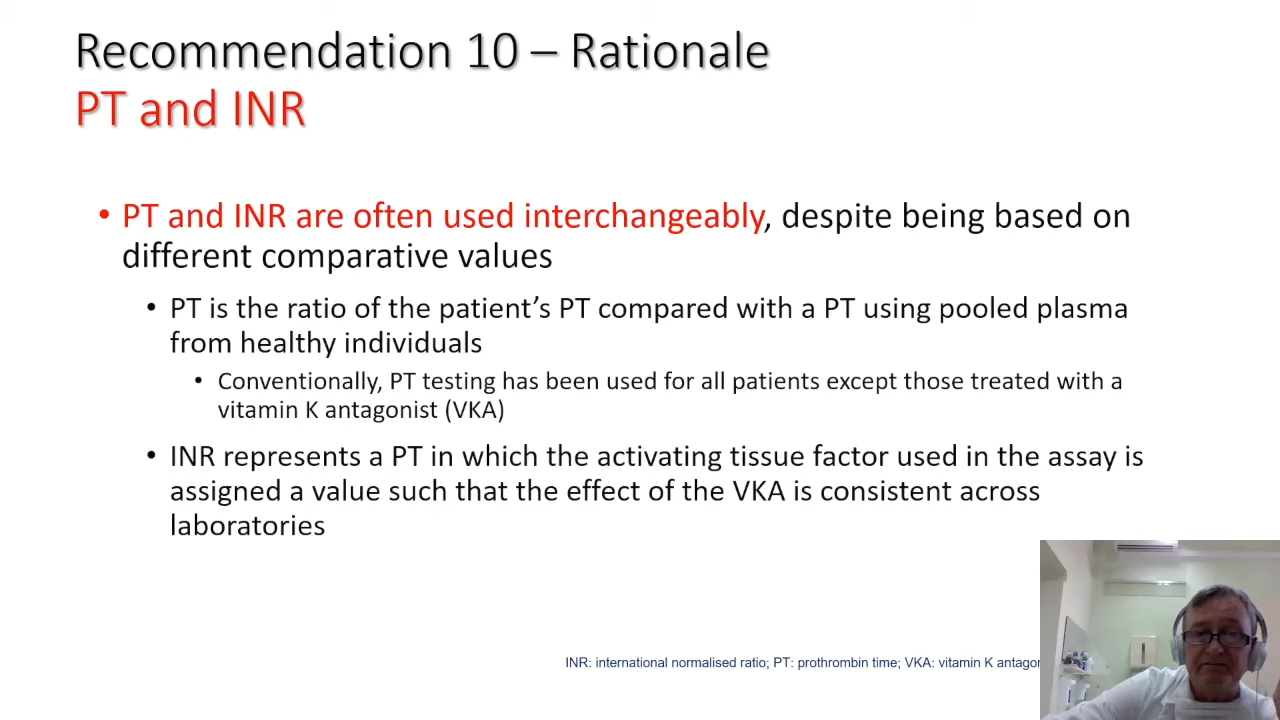 Recommendation 10 – Rationale
PT and INR
• PT and INR are often used interchangeably, despite being based on
different comparative values
• PT is the ratio of the patient’s PT compared with a PT using pooled plasma
from healthy individuals
• Conventionally, PT testing has been used for all patients except those treated with a
vitamin K antagonist (VKA)
• INR represents a PT in which the activating tissue factor used in the assay is
assigned a value such that the effect of the VKA is consistent across
laboratories
INR: international normalised ratio; PT: prothrombin time; VKA: vitamin K